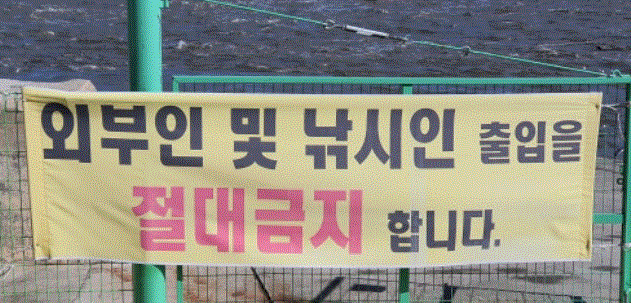 외부인 및 낚시인 출입을
절대금지 합니다.